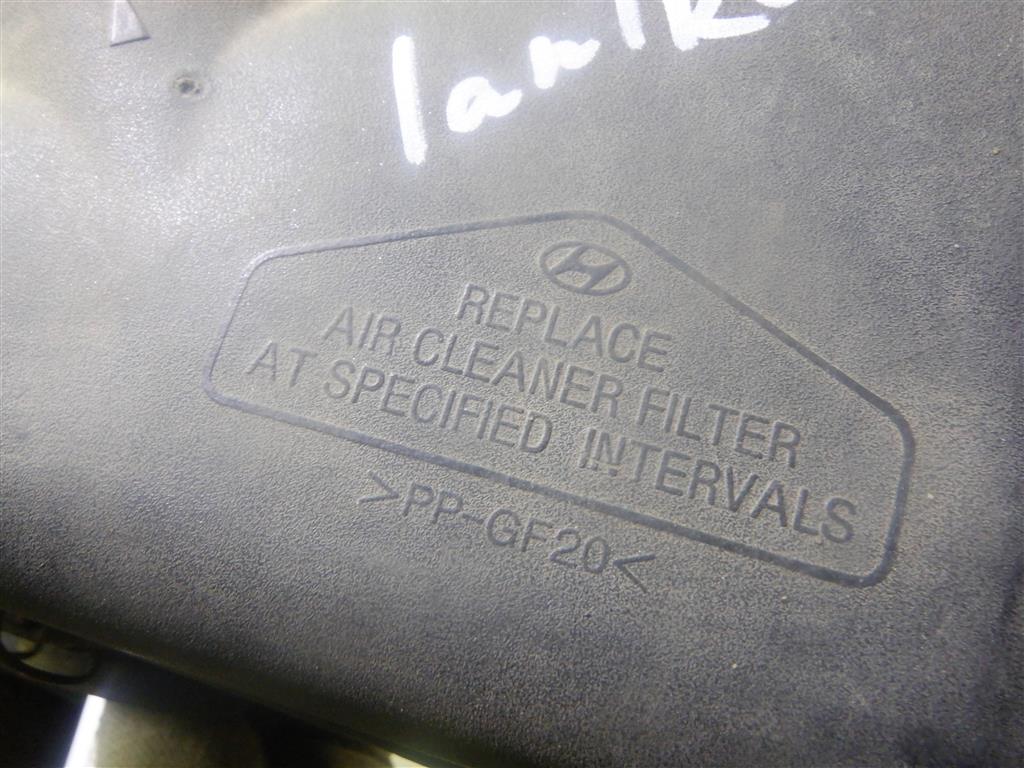 REPLACE
AIR CLEANER FILTER
AT SPECIFIED INTERVALS
>PP-GF20<